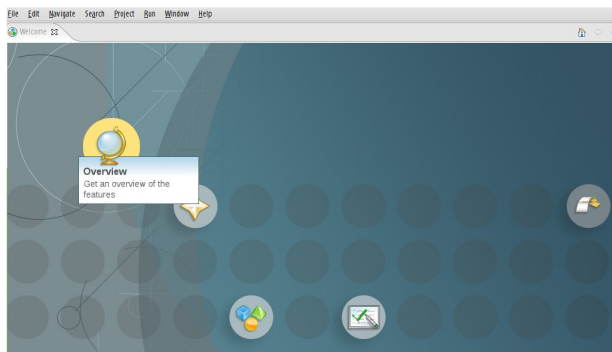 File Edit Navigate Search Project Run Window Help
Welcome
Overview
Get an overview of the
features